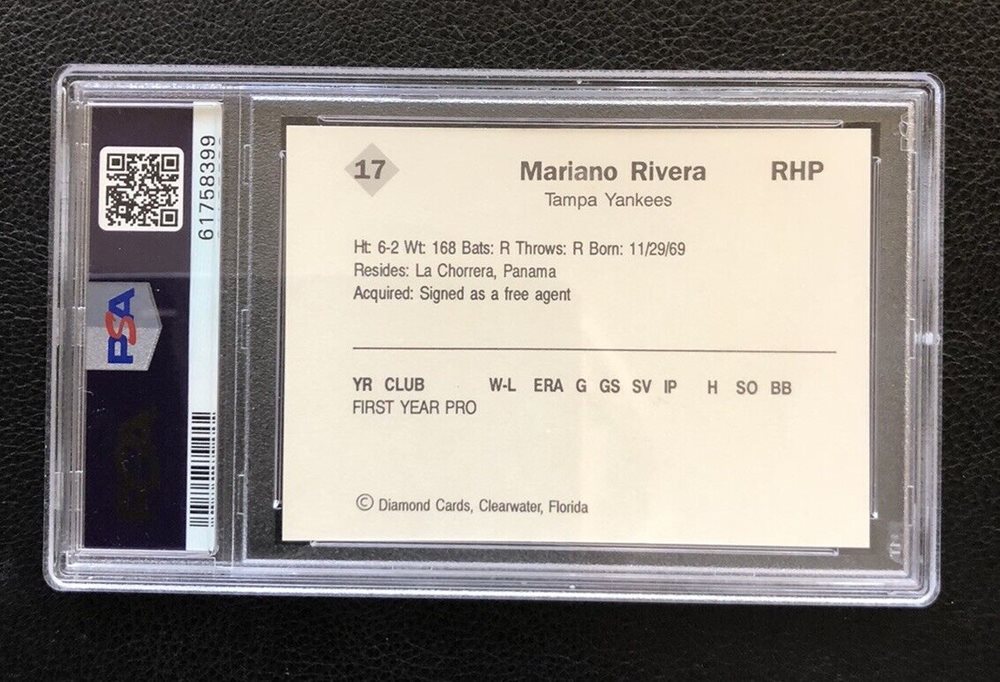 61758399
PSA
17
Mariano Rivera RHP
Tampa Yankees
Ht: 6-2 Wt: 168 Bats: R Throws: R Born: 11/29/69
Resides: La Chorrera, Panama
Acquired: Signed as a free agent
YR CLUB W-L ERA G GS SV IP H SO BB
FIRST YEAR PRO
© Diamond Cards, Clearwater, Florida